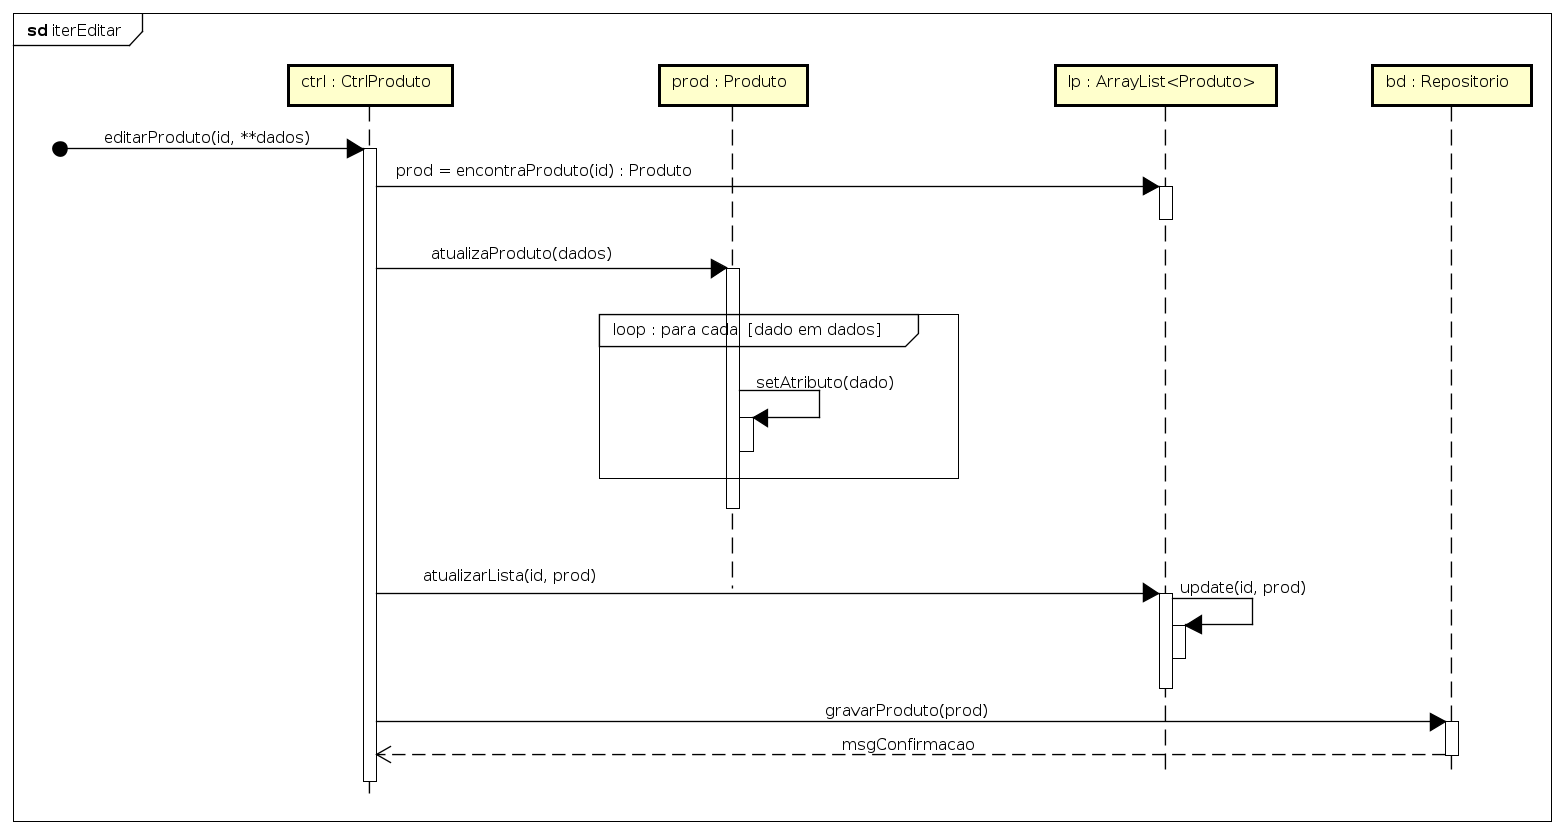 sd iterEditar
ctrl : CtrlProduto
prod : Produto
lp : ArrayList<Produto>
bd : Repositorio
editarProduto(id, **dados)
prod = encontraProduto(id) : Produto
atualizaProduto(dados)
loop : para cada [dado em dados]
setAtributo(dado)
atualizarLista(id, prod)
update(id, prod)
gravarProduto(prod)
msgConfirmacao